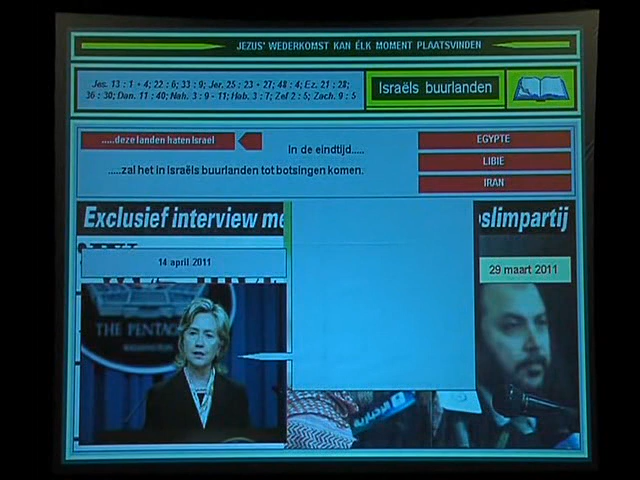 JEZUS' WEDERKOMST KAN ÉLK MOMENT PLAATSVINDEN
Jes. 13 : 1 - 4; 22 : 6; 33 : 9; Jer. 25 : 23 + 27; 48 : 4; Ez. 21 : 28;
36 : 30; Dan. 11 : 40; Nah. 3 : 9 - 11; Hab. 3 : 7; Zef 2 : 5; Zach. 9 : 5
Israëls buurlanden
.....deze landen haten Israël
In de eindtijd.....
.....zal het in Israëls buurlanden tot botsingen komen.
EGYPTE
LIBIE
IRAN
Exclusief interview
slimpartij
14 april 2011
29 maart 2011
THE PENTAG
WASHINGTON